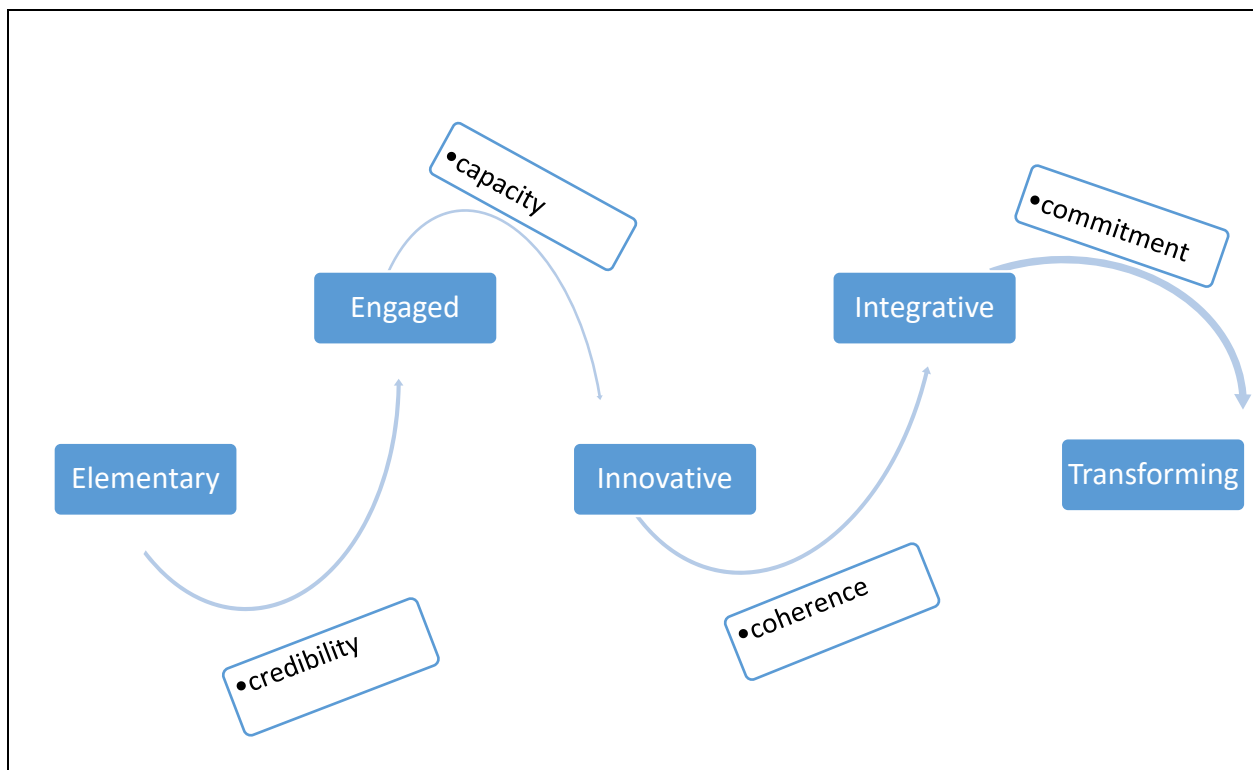 •capacity
•commitment
Engaged
Integrative
Elementary
Innovative
Transforming
•credibility
•coherence